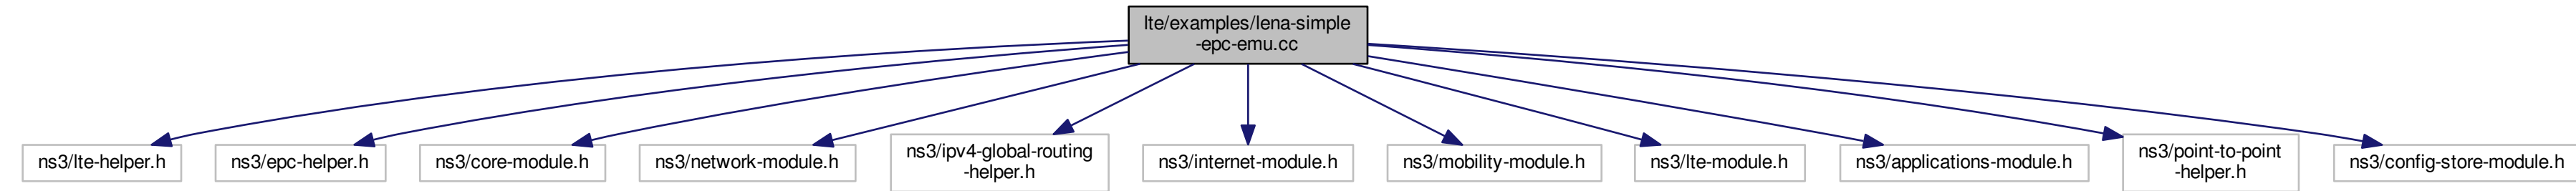 lte/examples/lena-simple
-epc-emu.cc
ns3/lte-helper.h
ns3/epc-helper.h
ns3/core-module.h
ns3/network-module.h
ns3/ipv4-global-routing
-helper.h
ns3/internet-module.h
ns3/mobility-module.h
ns3/lte-module.h
ns3/applications-module.h
ns3/point-to-point
-helper.h
ns3/config-store-module.h